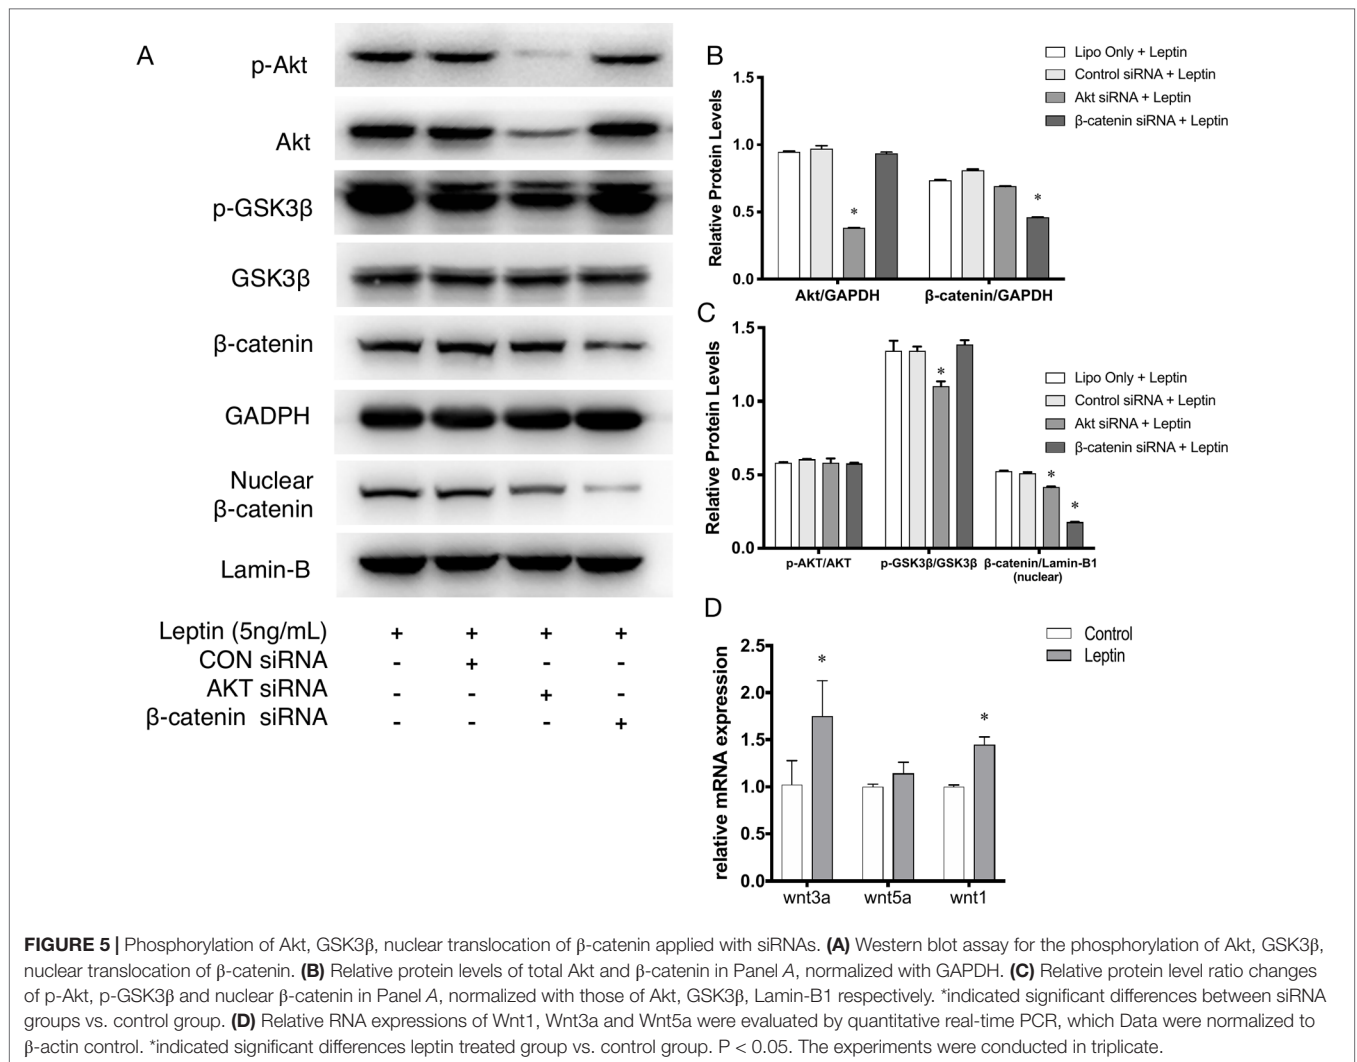 A
p-Akt
Akt
p-GSK3β
GSK3β
β-catenin
GADPH
Nuclear
β-catenin
Lamin-B
Leptin (5ng/mL) + + + +
CON siRNA - + - -
AKT siRNA - - + -
β-catenin siRNA - - - +
B
Lipo Only + Leptin
Control siRNA + Leptin
Akt siRNA + Leptin
β-catenin siRNA + Leptin
Relative Protein Levels
1.5
1.0
0.5
0.0
* *
Akt/GAPDH β-catenin/GAPDH
C
Lipo Only + Leptin
Control siRNA + Leptin
Akt siRNA + Leptin
β-catenin siRNA + Leptin
Relative Protein Levels
1.5
1.0
0.5
0.0
* * *
p-AKT/AKT p-GSK3β/GSK3β β-catenin/Lamin-B1
(nuclear)
D
Control
Leptin
relative mRNA expression
2.5
2.0
1.5
1.0
0.5
0.0
* *
wnt3a wnt5a wnt1
FIGURE 5 | Phosphorylation of Akt, GSK3β, nuclear translocation of β-catenin applied with siRNAs. (A) Western blot assay for the phosphorylation of Akt, GSK3β,
nuclear translocation of β-catenin. (B) Relative protein levels of total Akt and β-catenin in Panel A, normalized with GAPDH. (C) Relative protein level ratio changes
of p-Akt, p-GSK3β and nuclear β-catenin in Panel A, normalized with those of Akt, GSK3β, Lamin-B1 respectively. *indicated significant differences between siRNA
groups vs. control group. (D) Relative RNA expressions of Wnt1, Wnt3a and Wnt5a were evaluated by quantitative real-time PCR, which Data were normalized to
β-actin control. *indicated significant differences leptin treated group vs. control group. P < 0.05. The experiments were conducted in triplicate.